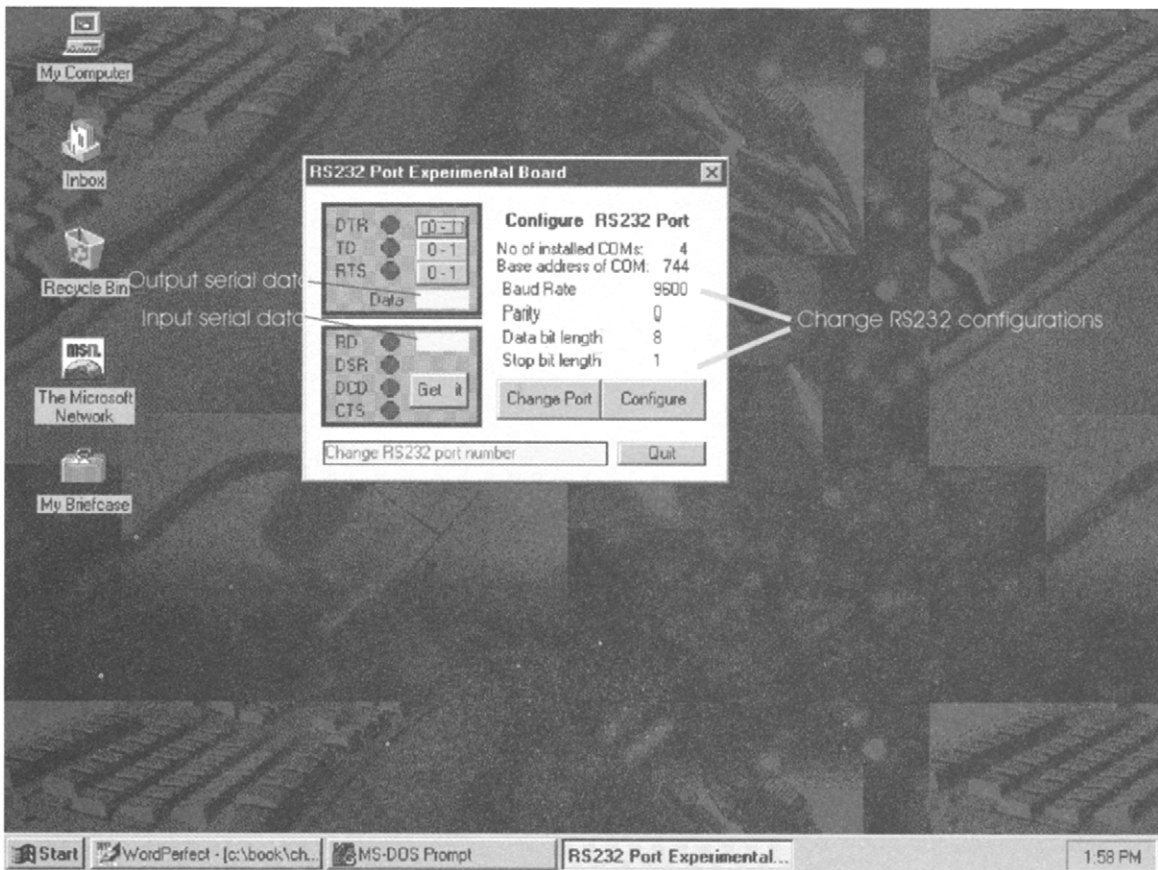 My Computer
Inbox
Recycle Bin
The Microsoft
Network
My Briefcase
msn.
Output serial data
Input serial data
RS232 Port Experimental Board
DTR 0 - 1
TD 0 - 1
RTS 0 - 1
Data
RD
DSR
DCD
CTS
Get it
Configure RS232 Port
No of installed COMs: 4
Base address of COM: 744
Baud Rate 9600
Parity 0
Data bit length 8
Stop bit length 1
Change Port
Configure
Change RS232 port number
Quit
Change RS232 configurations
Start
WordPerfect - [c:\book\ch...
MS-DOS Prompt
RS232 Port Experimental...
1:58 PM